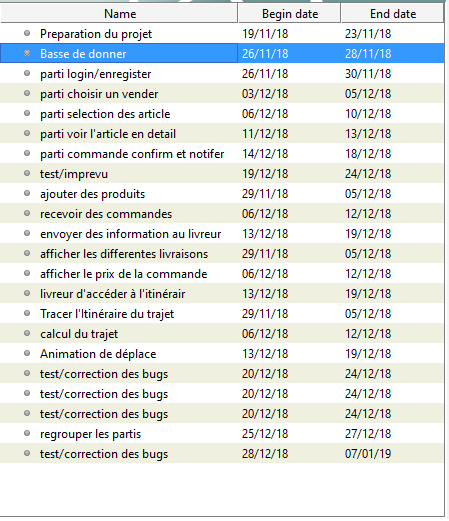 Name Begin date End date
Preparation du projet 19/11/18 23/11/18
Basse de donner 26/11/18 28/11/18
parti login/enregister 26/11/18 30/11/18
parti choisir un vender 03/12/18 05/12/18
parti selection des article 06/12/18 10/12/18
parti voir l'article en detail 11/12/18 13/12/18
parti commande confirm et notifer 14/12/18 18/12/18
test/imprevu 19/12/18 24/12/18
ajouter des produits 29/11/18 05/12/18
recevoir des commandes 06/12/18 12/12/18
envoyer des information au livreur 13/12/18 19/12/18
afficher les differentes livraisons 29/11/18 05/12/18
afficher le prix de la commande 06/12/18 12/12/18
livreur d'accéder à l'itinérair 13/12/18 19/12/18
Tracer l'Itinéraire du trajet 29/11/18 05/12/18
calcul du trajet 06/12/18 12/12/18
Animation de déplace 13/12/18 19/12/18
test/correction des bugs 20/12/18 24/12/18
test/correction des bugs 20/12/18 24/12/18
test/correction des bugs 20/12/18 24/12/18
regrouper les partis 25/12/18 27/12/18
test/correction des bugs 28/12/18 07/01/19